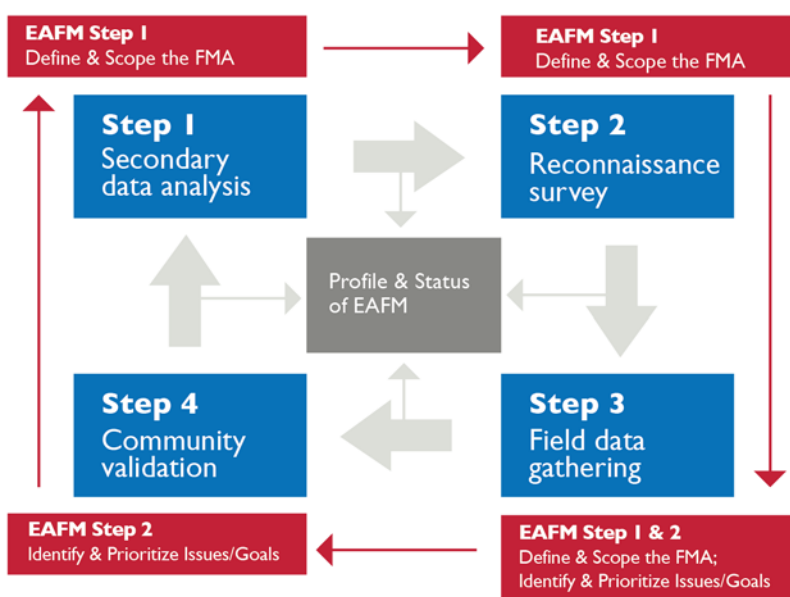 EAFM Step 1
Define & Scope the FMA
EAFM Step 1
Define & Scope the FMA
Step 1
Secondary
data analysis
Step 2
Reconnaissance
survey
Profile & Status
of EAFM
Step 4
Community
validation
Step 3
Field data
gathering
EAFM Step 2
Identify & Prioritize Issues/Goals
EAFM Step 1 & 2
Define & Scope the FMA;
Identify & Prioritize Issues/Goals